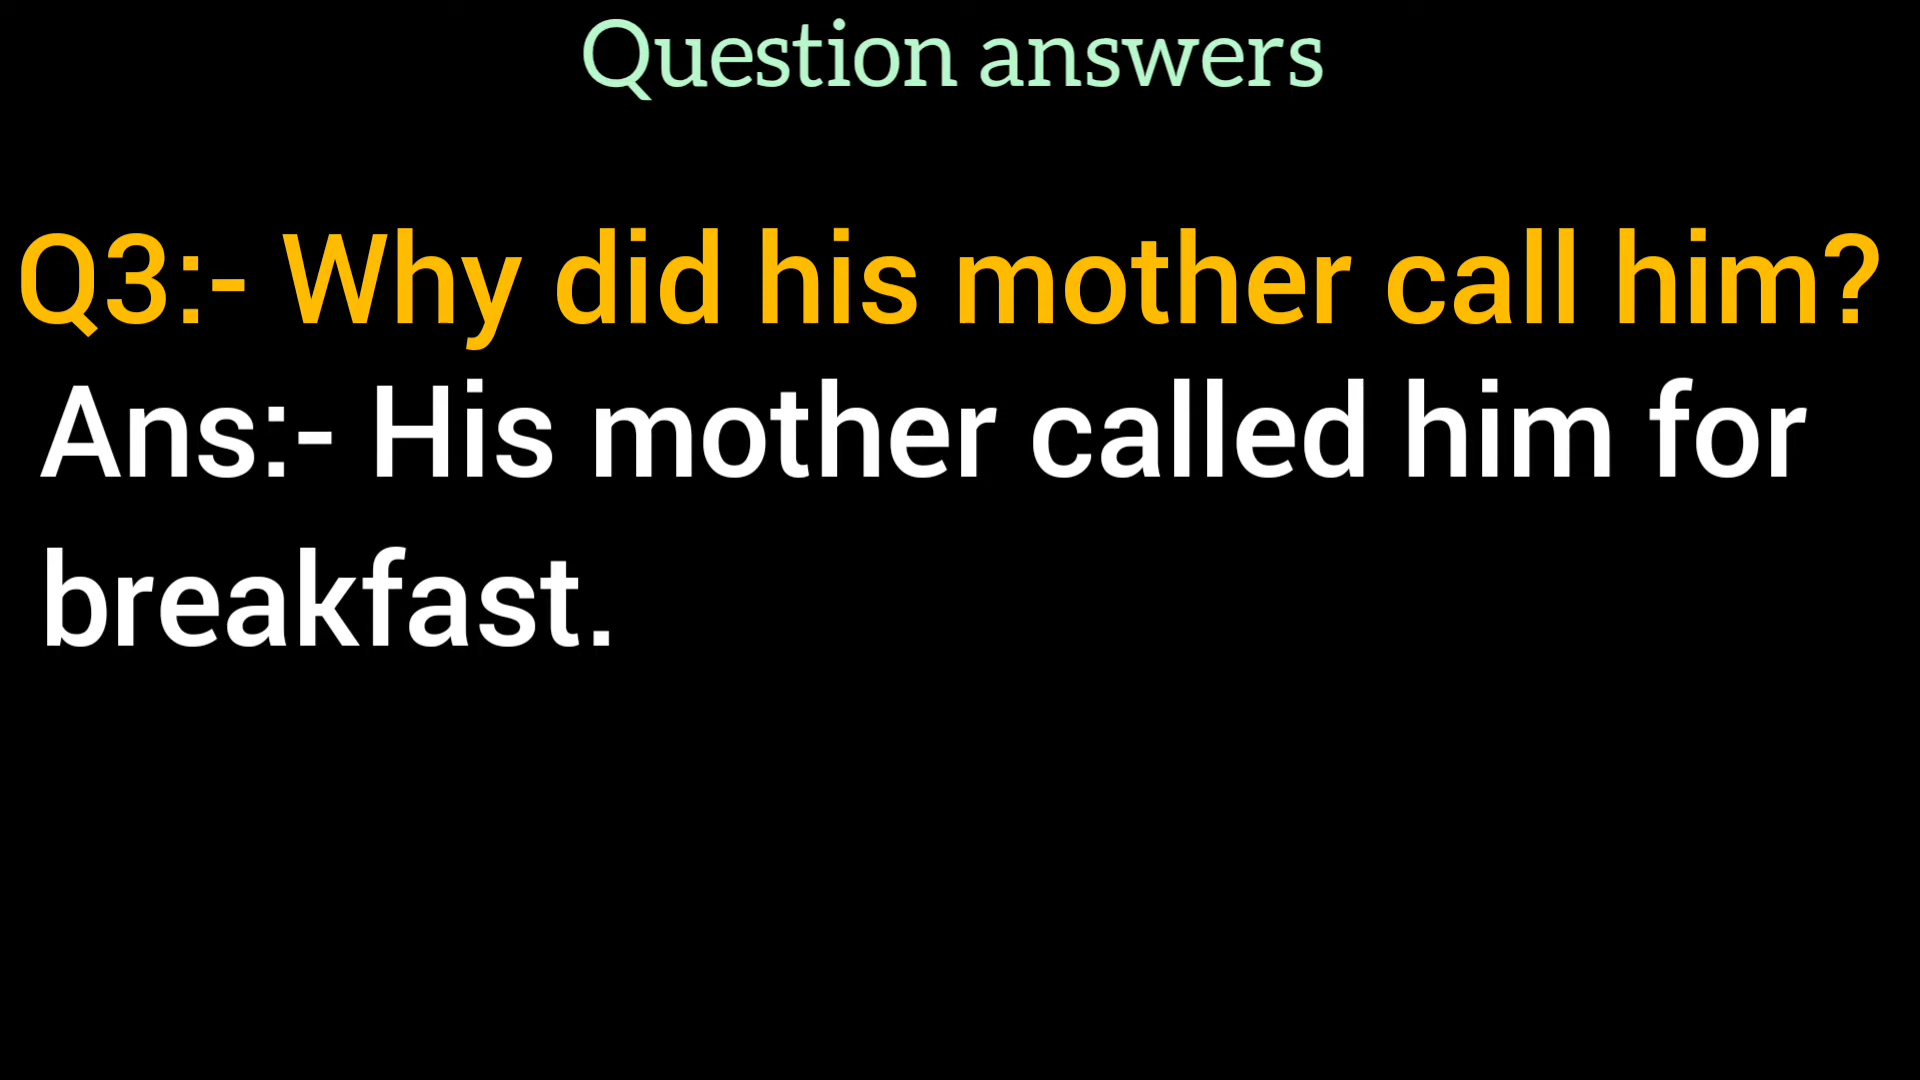 Question answers
Q3:- Why did his mother call him?
Ans:- His mother called him for
breakfast.